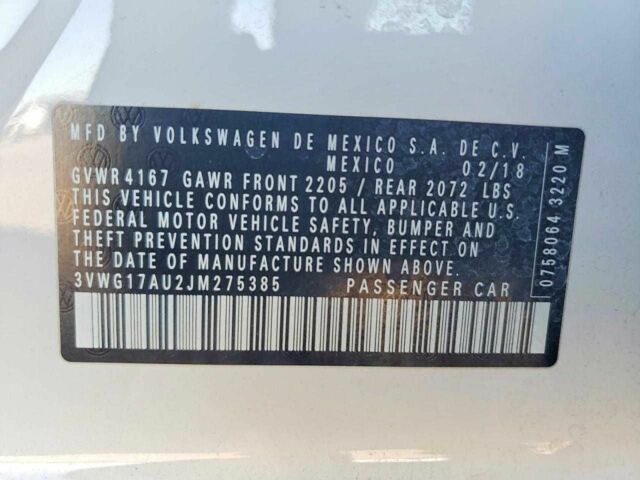 MFD BY VOLKSWAGEN DE MEXICO S.A. DE C.V.
MEXICO 02/18
GVWR 4167 GAWR FRONT 2205 / REAR 2072 LBS
THIS VEHICLE CONFORMS TO ALL APPLICABLE U.S.
FEDERAL MOTOR VEHICLE SAFETY, BUMPER AND
THEFT PREVENTION STANDARDS IN EFFECT ON
THE DATE OF MANUFACTURE SHOWN ABOVE.
3VWG17AU2JM275385 PASSENGER CAR
0758064 3220 M